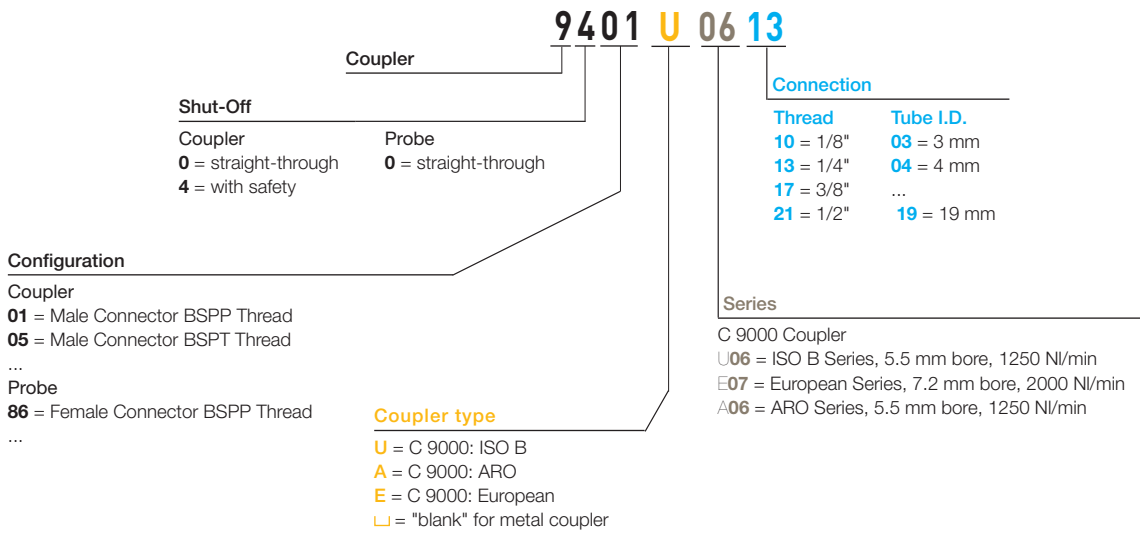 9401 U 06 13
Coupler
Connection
Shut-Off
Thread Tube I.D.
Coupler Probe
10 = 1/8" 03 = 3 mm
0 = straight-through 0 = straight-through
13 = 1/4" 04 = 4 mm
4 = with safety
17 = 3/8" ...
21 = 1/2" 19 = 19 mm
Configuration
Coupler
01 = Male Connector BSPP Thread
05 = Male Connector BSPT Thread
...
Probe
86 = Female Connector BSPP Thread
...
Series
C 9000 Coupler
U06 = ISO B Series, 5.5 mm bore, 1250 Nl/min
E07 = European Series, 7.2 mm bore, 2000 Nl/min
A06 = ARO Series, 5.5 mm bore, 1250 Nl/min
Coupler type
U = C 9000: ISO B
A = C 9000: ARO
E = C 9000: European
⎵ = "blank" for metal coupler